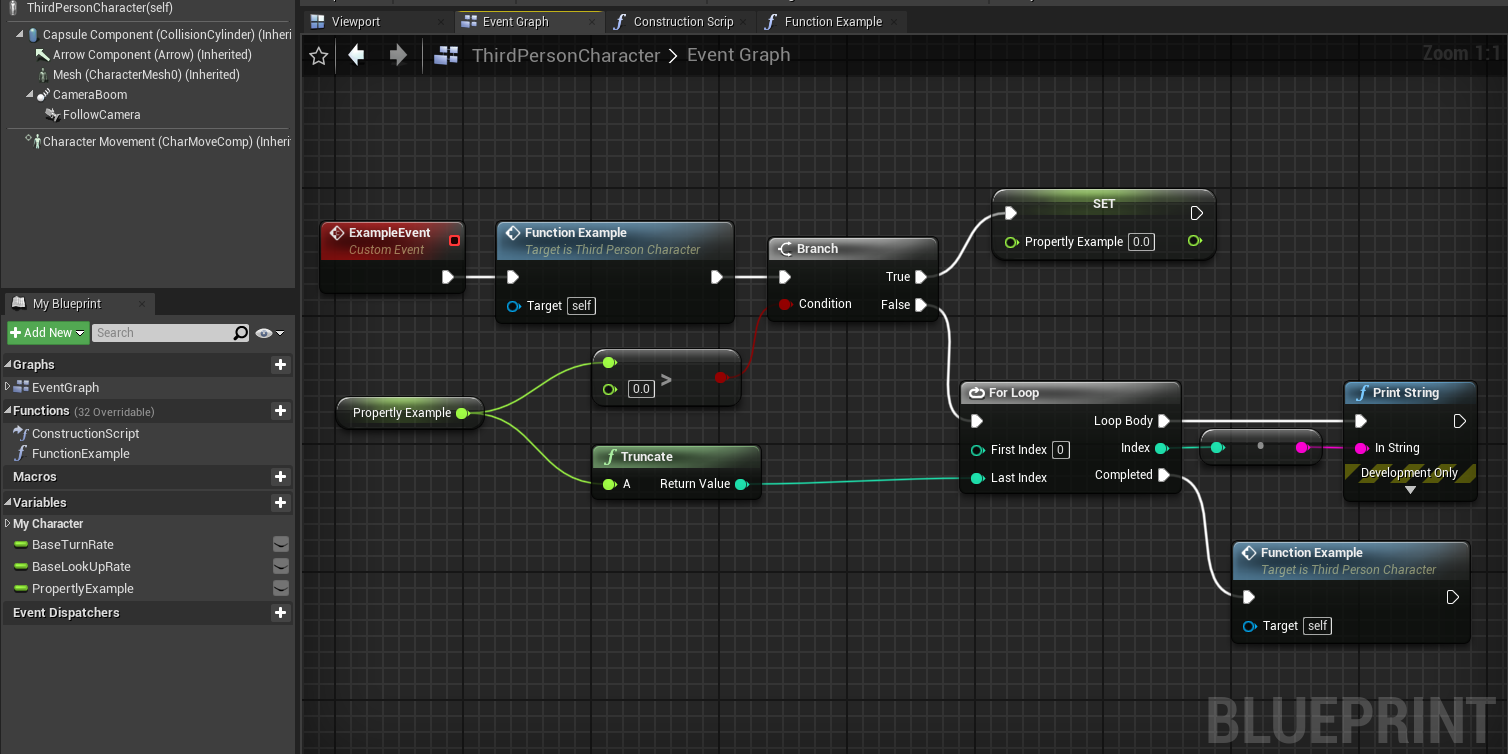 ThirdPersonCharacter(self)
Capsule Component (CollisionCylinder) (Inheri
Arrow Component (Arrow) (Inherited)
Mesh (CharacterMesh0) (Inherited)
CameraBoom
FollowCamera
Character Movement (CharMoveComp) (Inheri
My Blueprint
Add New
Search
Graphs
EventGraph
Functions (32 Overridable)
ConstructionScript
FunctionExample
Macros
Variables
My Character
BaseTurnRate
BaseLookUpRate
PropertlyExample
Event Dispatchers
Viewport
Event Graph
Construction Scrip
Function Example
ThirdPersonCharacter > Event Graph
Zoom 1:1
ExampleEvent
Custom Event
Function Example
Target is Third Person Character
Target self
Branch
True
Condition
False
SET
Propertly Example 0.0
Propertly Example
0.0 >
Truncate
A
Return Value
For Loop
Loop Body
First Index 0
Index
Last Index
Completed
Print String
In String
Development Only
Function Example
Target is Third Person Character
Target self
BLUEPRINT